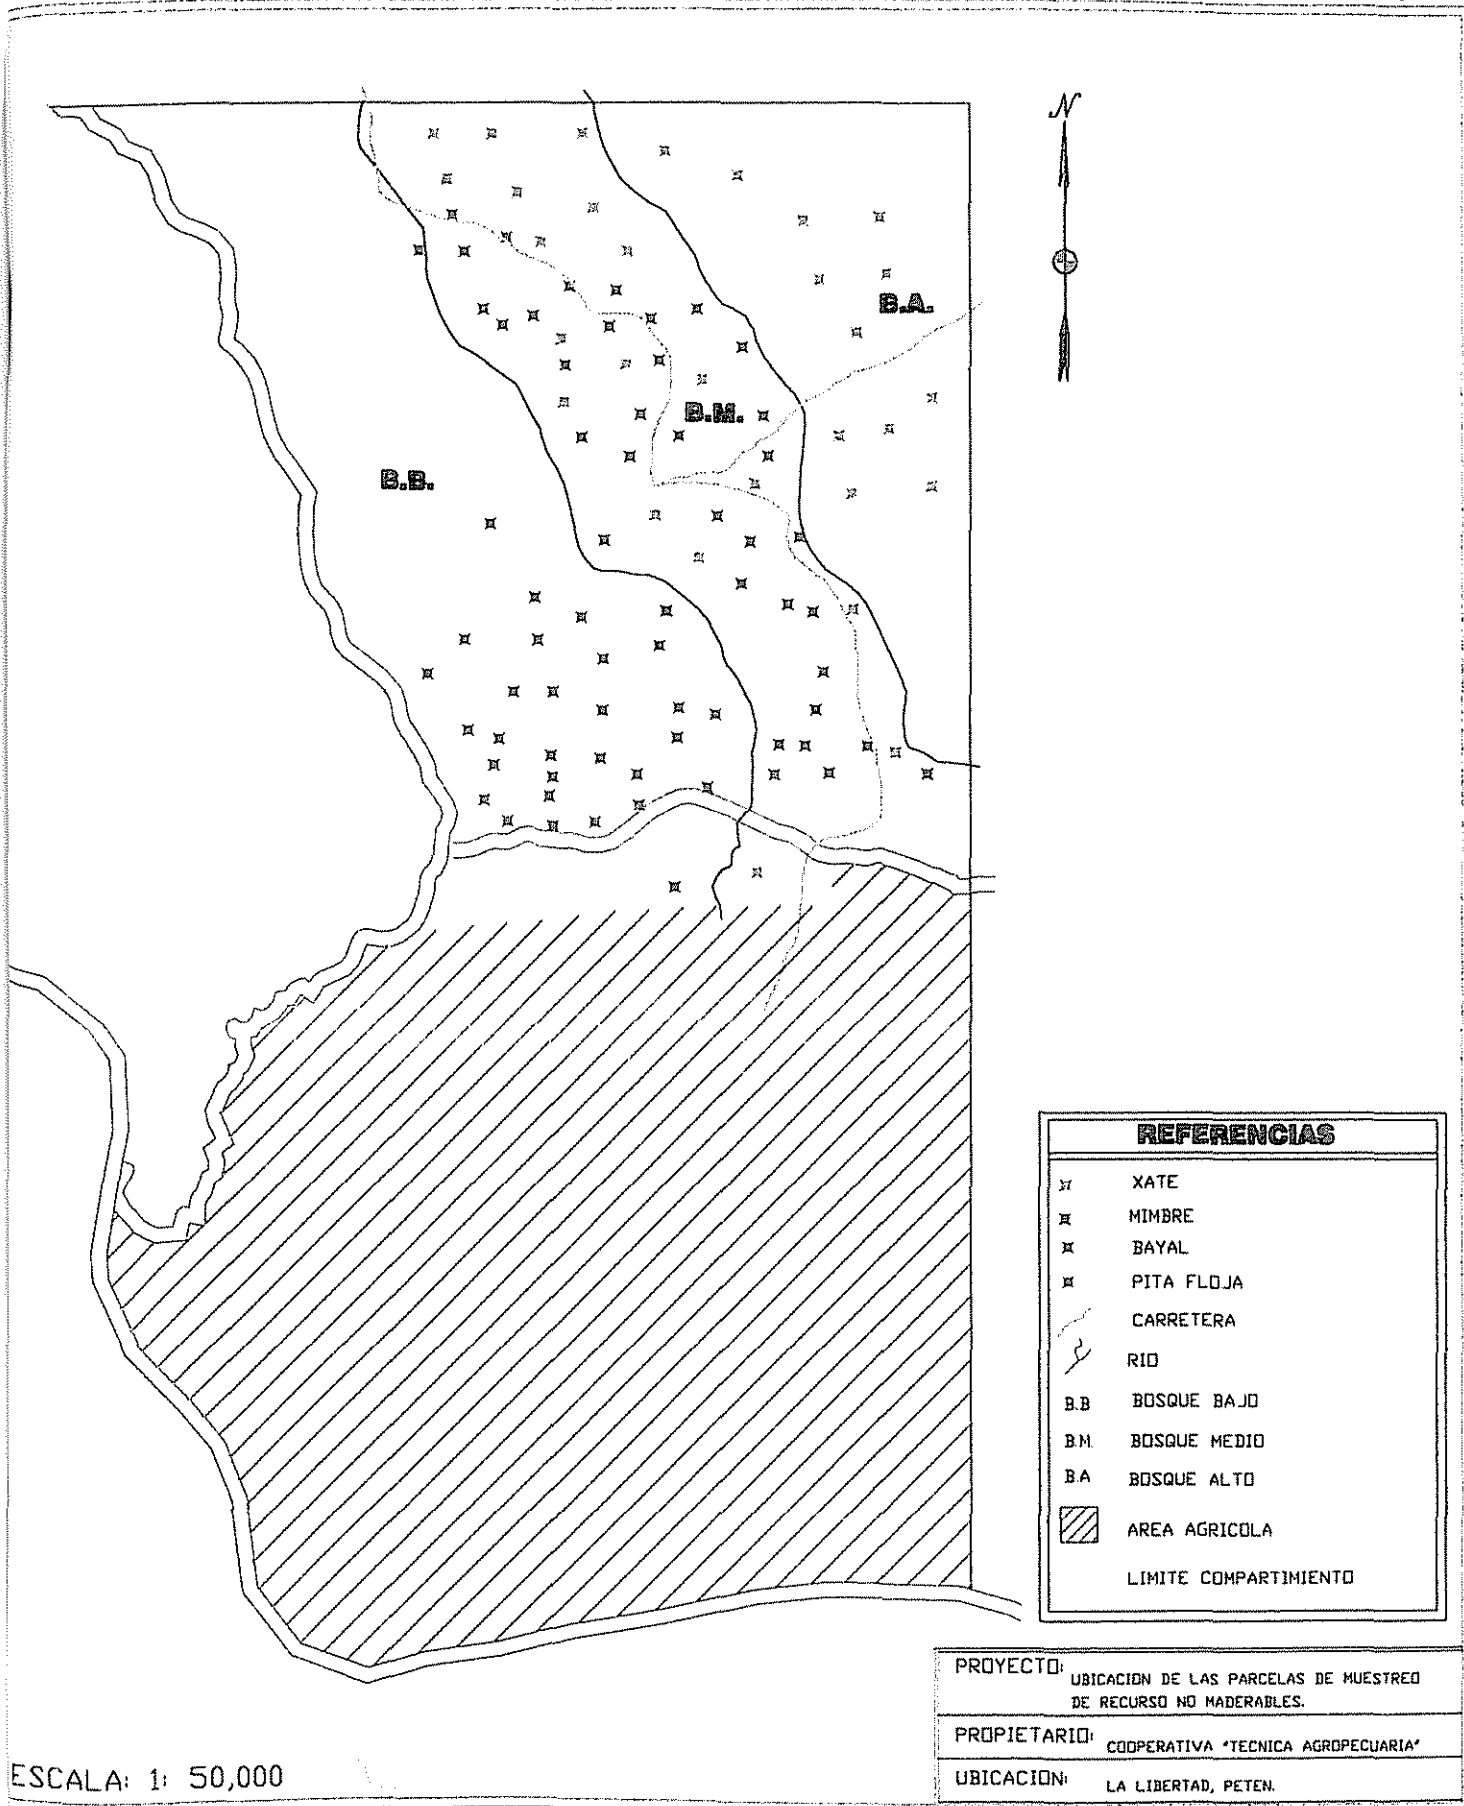 N
B.A.
B.M.
B.B.
REFERENCIAS
XATE
MIMBRE
BAYAL
PITA FLOJA
CARRETERA
RIO
B.B BOSQUE BAJO
B.M. BOSQUE MEDIO
B.A BOSQUE ALTO
AREA AGRICOLA
LIMITE COMPARTIMIENTO
PROYECTO: UBICACION DE LAS PARCELAS DE MUESTREO
DE RECURSO NO MADERABLES.
PROPIETARIO: COOPERATIVA "TECNICA AGROPECUARIA"
UBICACION: LA LIBERTAD, PETEN.
ESCALA: 1: 50,000